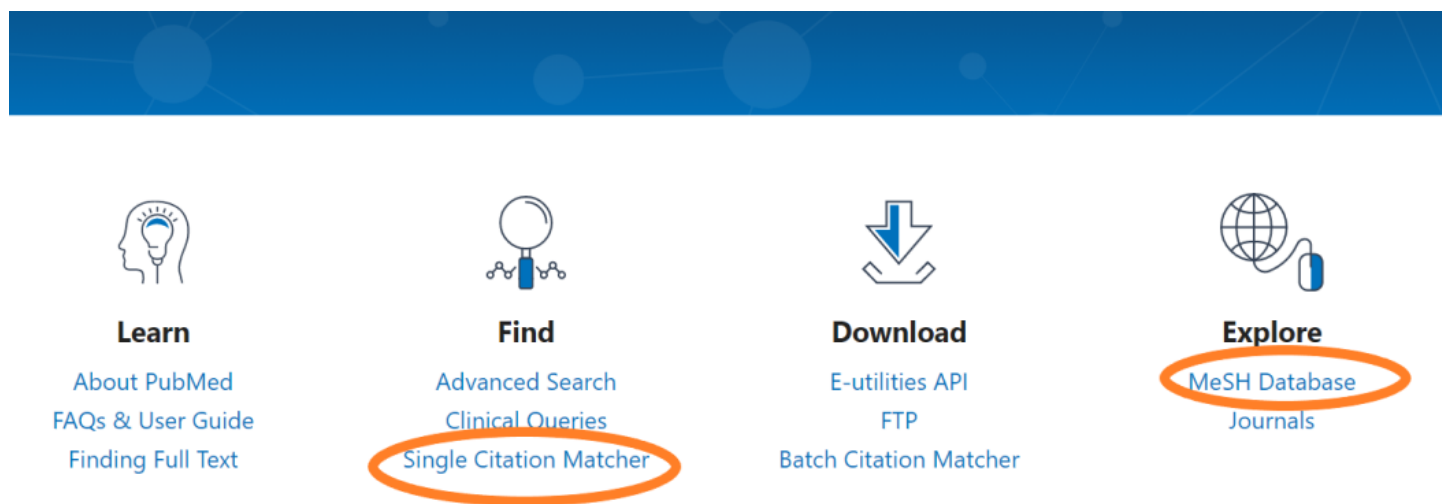 Learn
About PubMed
FAQs & User Guide
Finding Full Text
Find
Advanced Search
Clinical Queries
Single Citation Matcher
Download
E-utilities API
FTP
Batch Citation Matcher
Explore
MeSH Database
Journals